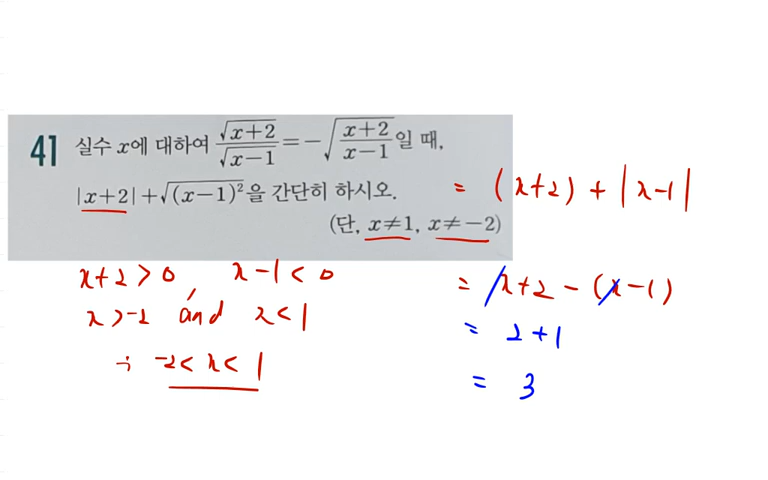 41 실수 x에 대하여 √(x+2)/√(x−1) = −√((x+2)/(x−1)) 일 때,
|x+2|+√(x−1)²을 간단히 하시오.
(단, x≠1, x≠−2)
= (x+2) + |x-1|
x+2>0, x-1<0
x>-2 and x<1
∴ -2<x<1
= x+2-(x-1)
= 2+1
= 3